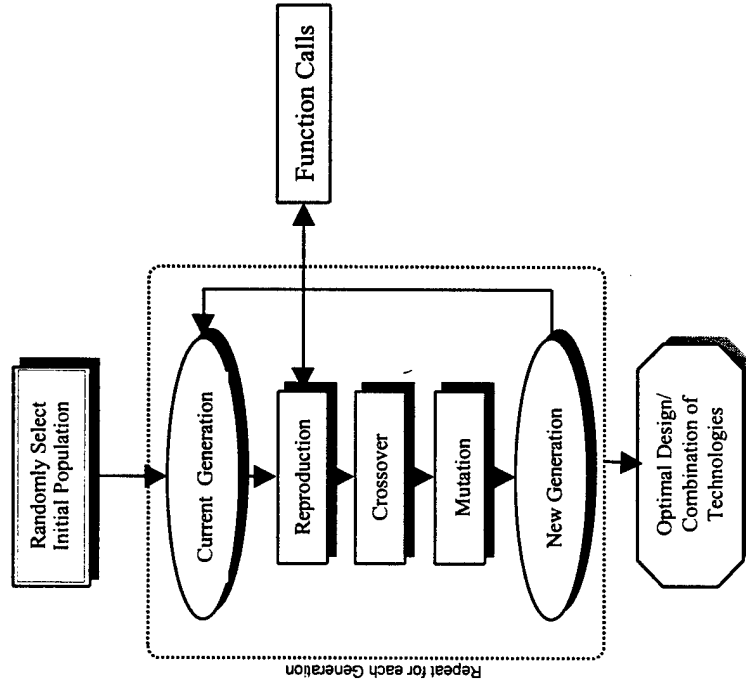 Randomly Select
Initial Population
Current Generation
Reproduction
Function Calls
Crossover
Mutation
New Generation
Repeat for each Generation
Optimal Design/
Combination of
Technologies